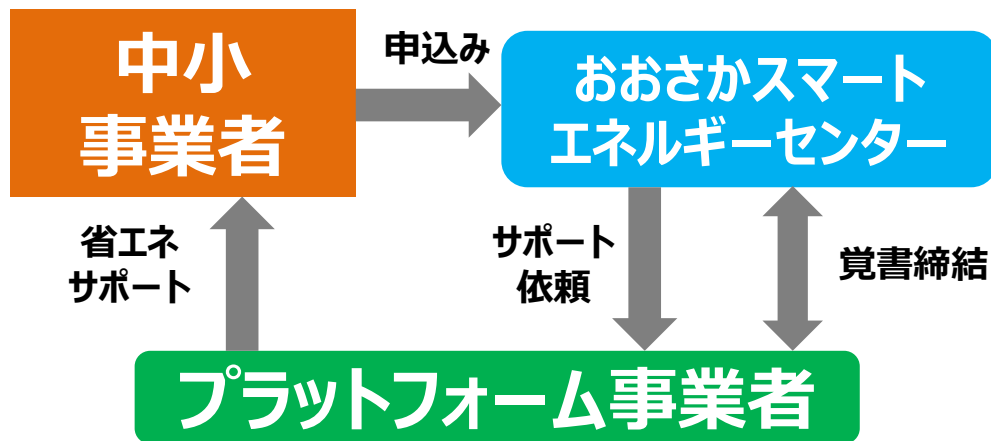 中小
事業者
申込み
おおさかスマート
エネルギーセンター
省エネ
サポート
サポート
依頼
覚書締結
プラットフォーム事業者